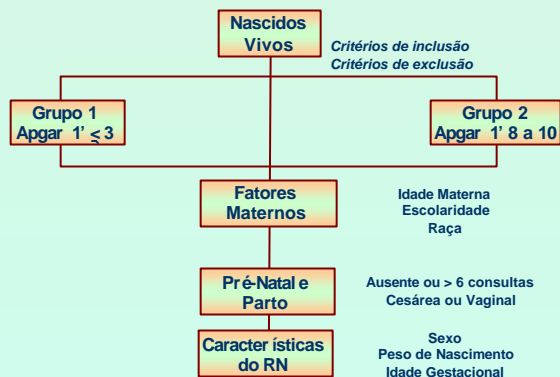 Nascidos
Vivos
Critérios de inclusão
Critérios de exclusão
Grupo 1
Apgar 1' ≤ 3
Grupo 2
Apgar 1' 8 a 10
Fatores
Maternos
Idade Materna
Escolaridade
Raça
Pré-Natal e
Parto
Ausente ou > 6 consultas
Cesárea ou Vaginal
Caracter ísticas
do RN
Sexo
Peso de Nascimento
Idade Gestacional